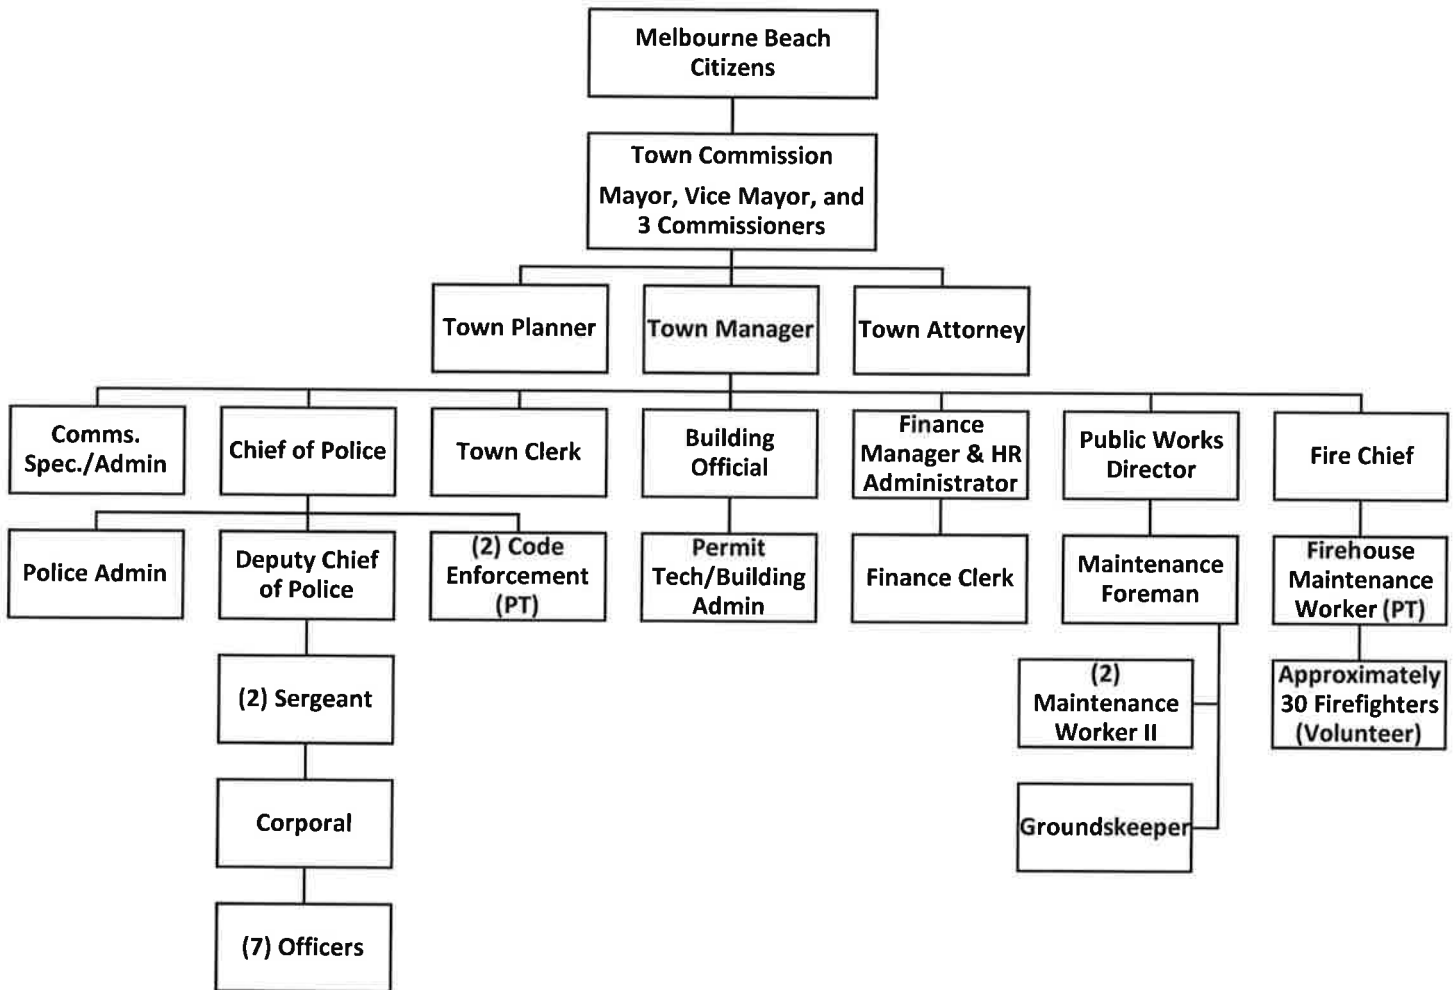 Melbourne Beach
Citizens
Town Commission
Mayor, Vice Mayor, and
3 Commissioners
Town Planner
Town Manager
Town Attorney
Comms.
Spec./Admin
Chief of Police
Town Clerk
Building
Official
Finance
Manager & HR
Administrator
Public Works
Director
Fire Chief
Police Admin
Deputy Chief
of Police
(2) Code
Enforcement
(PT)
Permit
Tech/Building
Admin
Finance Clerk
Maintenance
Foreman
Firehouse
Maintenance
Worker (PT)
(2) Sergeant
(2)
Maintenance
Worker II
Approximately
30 Firefighters
(Volunteer)
Corporal
Groundskeeper
(7) Officers